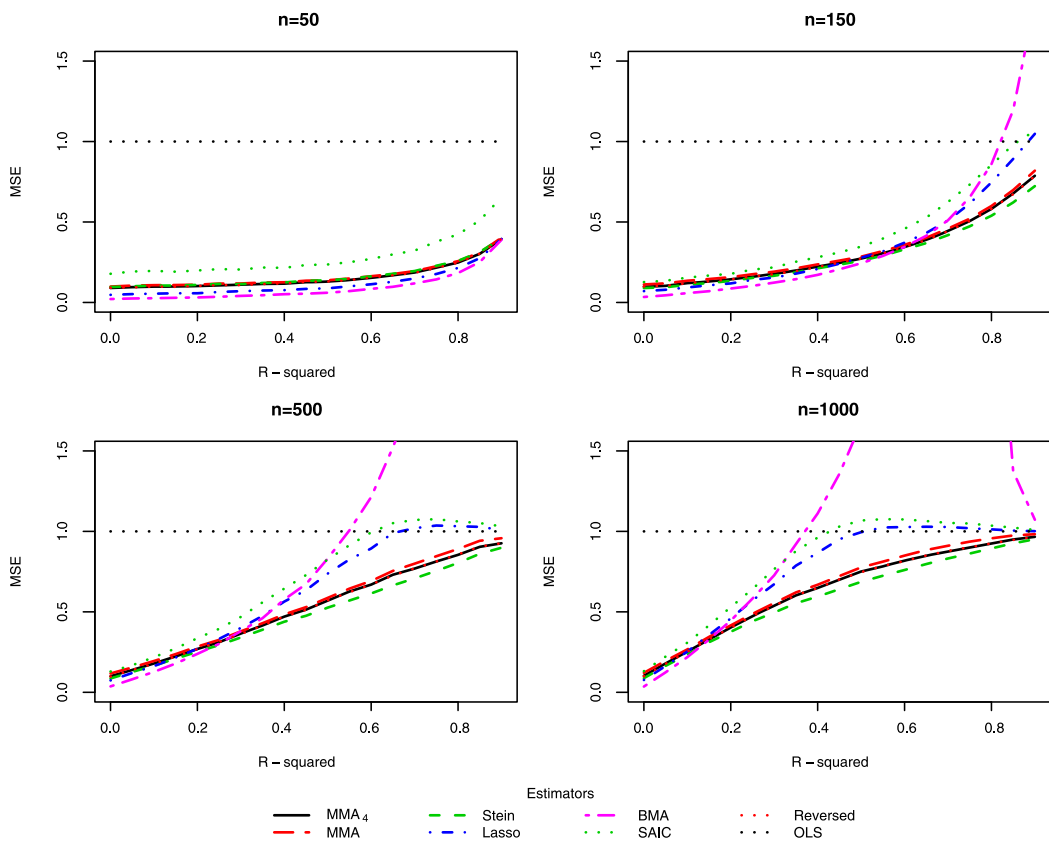 n=50
n=150
MSE
0.0 0.5 1.0 1.5
0.0 0.2 0.4 0.6 0.8
R − squared
MSE
0.0 0.5 1.0 1.5
0.0 0.2 0.4 0.6 0.8
R − squared
n=500
n=1000
MSE
0.0 0.5 1.0 1.5
0.0 0.2 0.4 0.6 0.8
R − squared
MSE
0.0 0.5 1.0 1.5
0.0 0.2 0.4 0.6 0.8
R − squared
Estimators
MMA₄ Stein BMA Reversed
MMA Lasso SAIC OLS